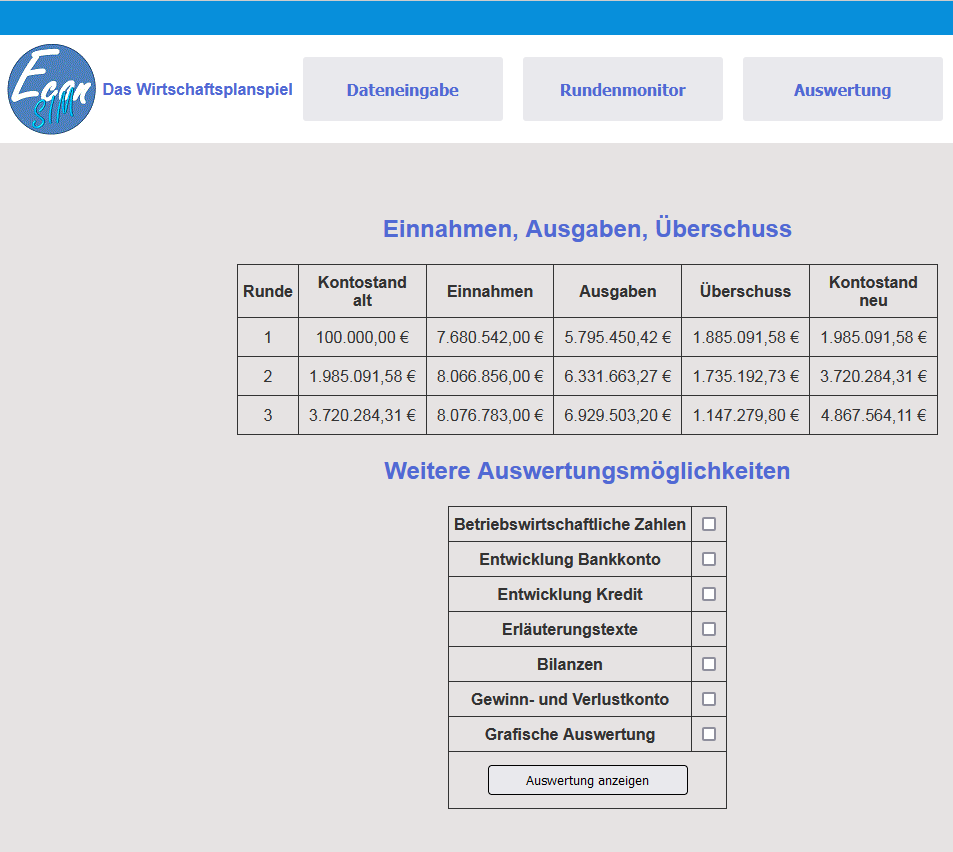 Econ
SIM
Das Wirtschaftsplanspiel
Dateneingabe
Rundenmonitor
Auswertung
Einnahmen, Ausgaben, Überschuss
Runde Kontostand alt Einnahmen Ausgaben Überschuss Kontostand neu
1 100.000,00 € 7.680.542,00 € 5.795.450,42 € 1.885.091,58 € 1.985.091,58 €
2 1.985.091,58 € 8.066.856,00 € 6.331.663,27 € 1.735.192,73 € 3.720.284,31 €
3 3.720.284,31 € 8.076.783,00 € 6.929.503,20 € 1.147.279,80 € 4.867.564,11 €
Weitere Auswertungsmöglichkeiten
Betriebswirtschaftliche Zahlen
Entwicklung Bankkonto
Entwicklung Kredit
Erläuterungstexte
Bilanzen
Gewinn- und Verlustkonto
Grafische Auswertung
Auswertung anzeigen